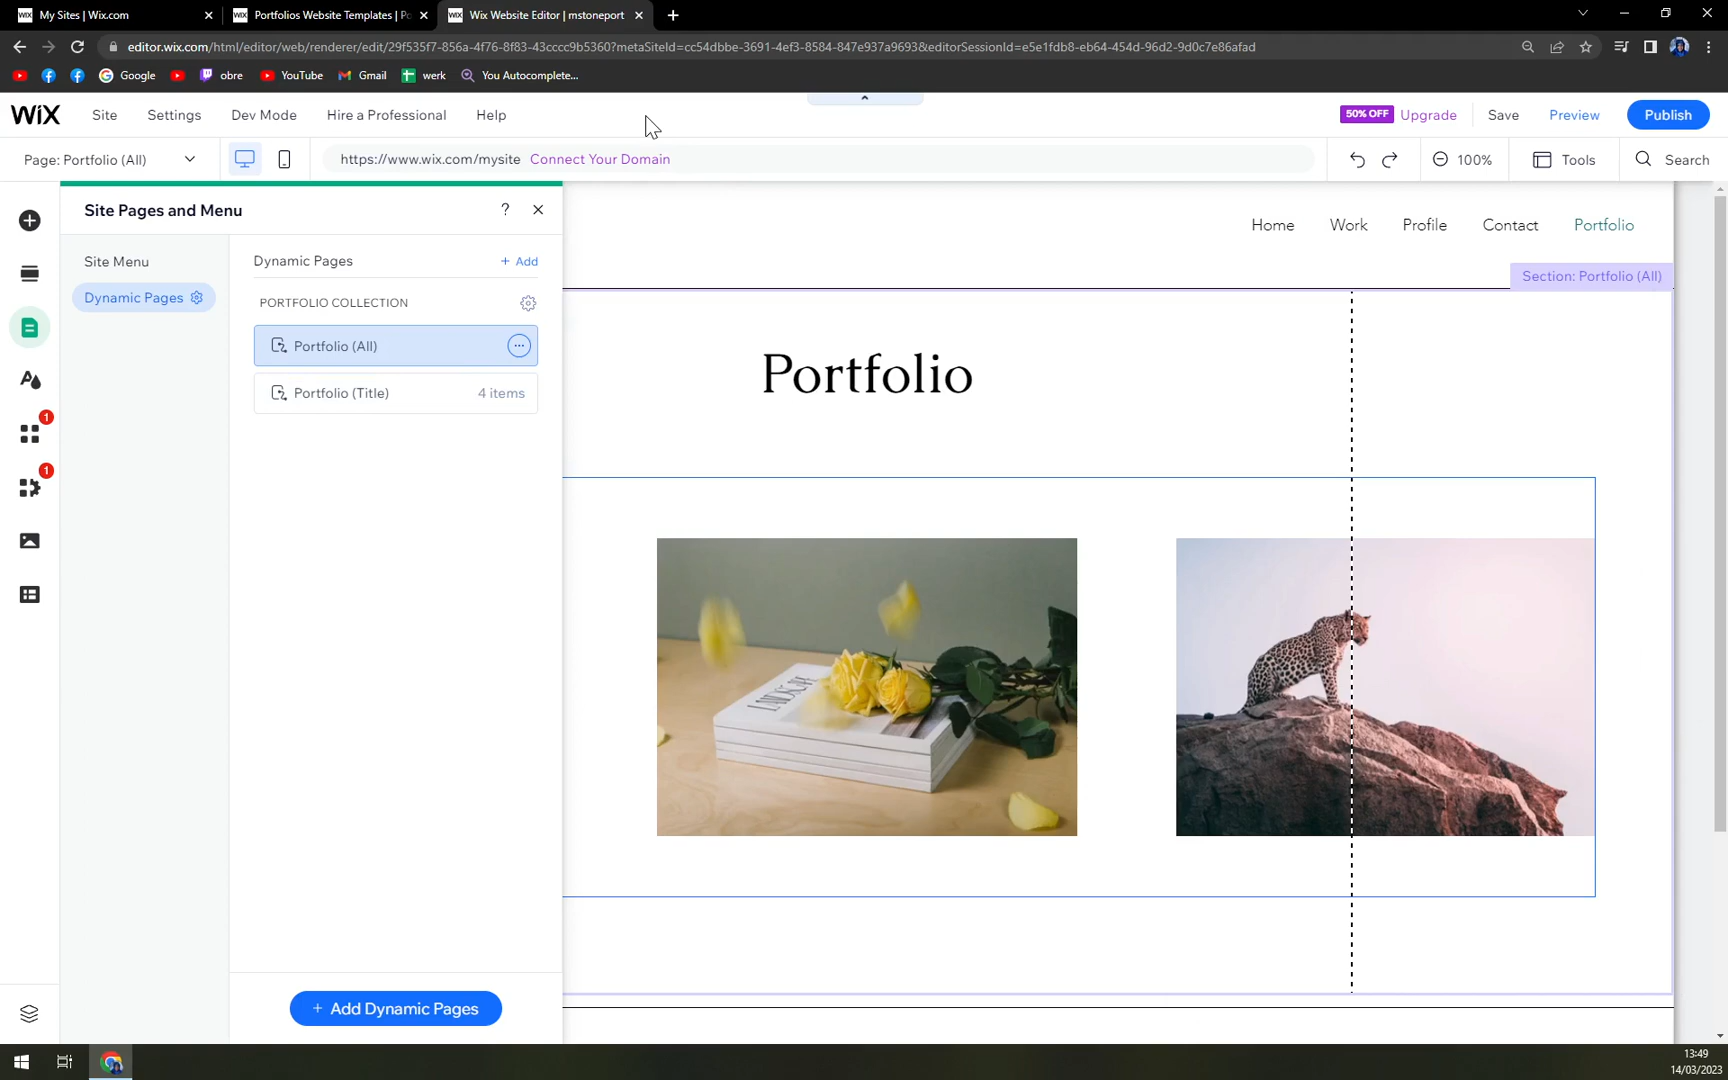 My Sites | Wix.com
Portfolios Website Templates | Po
Wix Website Editor | mstoneport
editor.wix.com/html/editor/web/renderer/edit/29f535f7-856a-4f76-8f83-43cccc9b5360?metaSiteId=cc54dbbe-3691-4ef3-8584-847e937a9693&editorSessionId=e5e1fdb8-eb64-454d-96d2-9d0c7e86afad
Google
obre
YouTube
Gmail
werk
You Autocomplete...
WiX
Site
Settings
Dev Mode
Hire a Professional
Help
50% OFF
Upgrade
Save
Preview
Publish
Page: Portfolio (All)
https://www.wix.com/mysite Connect Your Domain
100%
Tools
Search
Site Pages and Menu
?
Site Menu
Dynamic Pages
Dynamic Pages
+ Add
PORTFOLIO COLLECTION
Portfolio (All)
Portfolio (Title)
4 items
+ Add Dynamic Pages
1
1
Home
Work
Profile
Contact
Portfolio
Section: Portfolio (All)
Portfolio
LANDSCAPE
13:49
14/03/2023